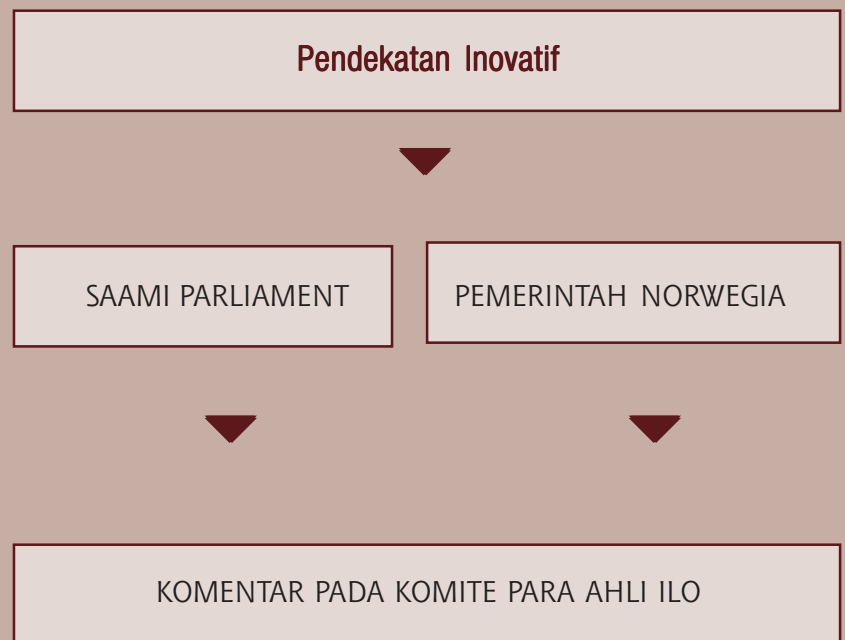 Pendekatan Inovatif
SAAMI PARLIAMENT
PEMERINTAH NORWEGIA
KOMENTAR PADA KOMITE PARA AHLI ILO